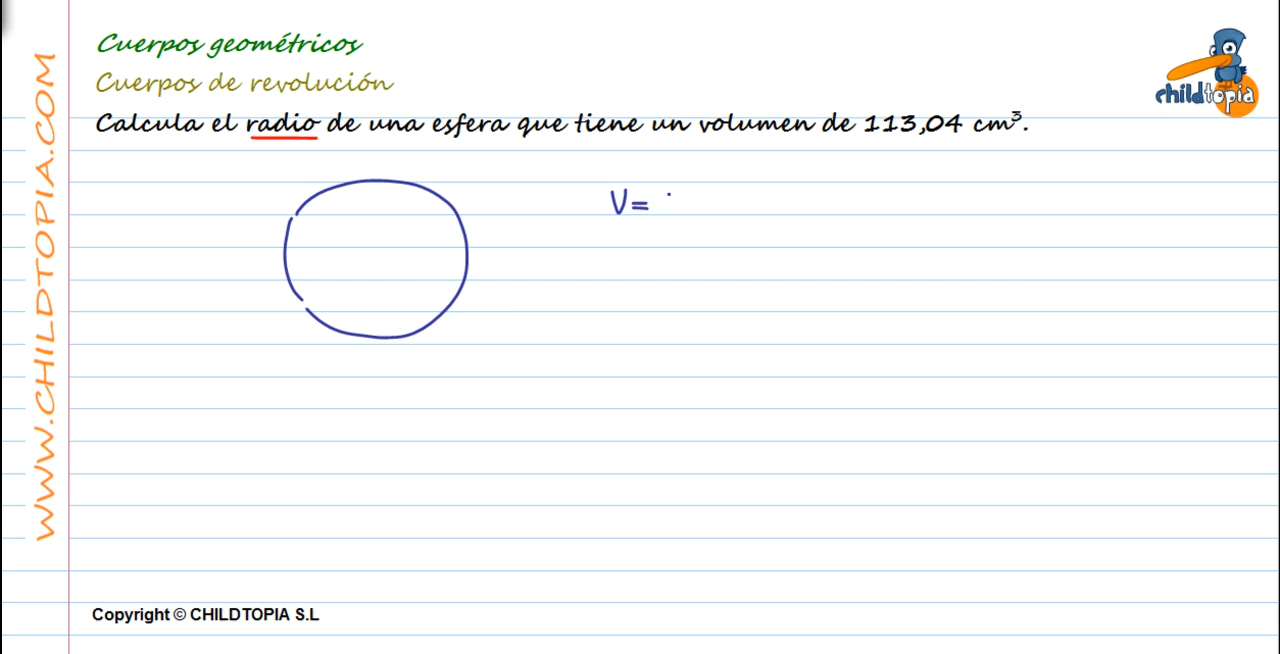 Cuerpos geométricos
Cuerpos de revolución
childtopia
Calcula el radio de una esfera que tiene un volumen de 113,04 cm³.
V=
WWW.CHILDTOPIA.COM
Copyright © CHILDTOPIA S.L